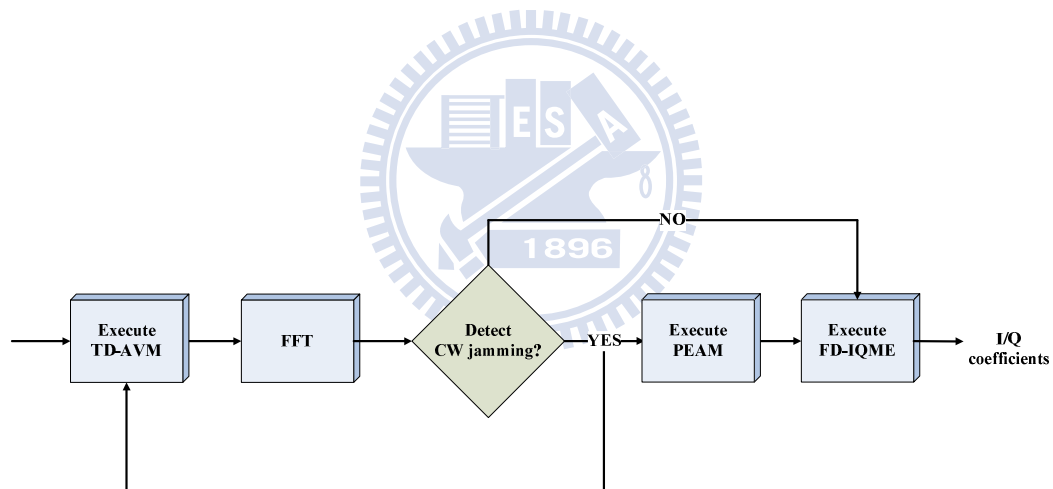 E S A
1896
NO
Execute
TD-AVM
FFT
Detect
CW jamming?
YES
Execute
PEAM
Execute
FD-IQME
I/Q
coefficients